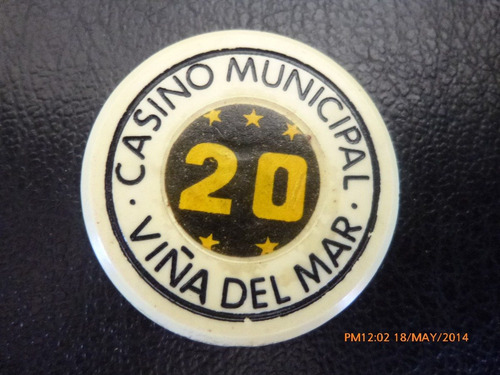 · CASINO MUNICIPAL ·
20
VIÑA DEL MAR
PM12:02 18/MAY/2014